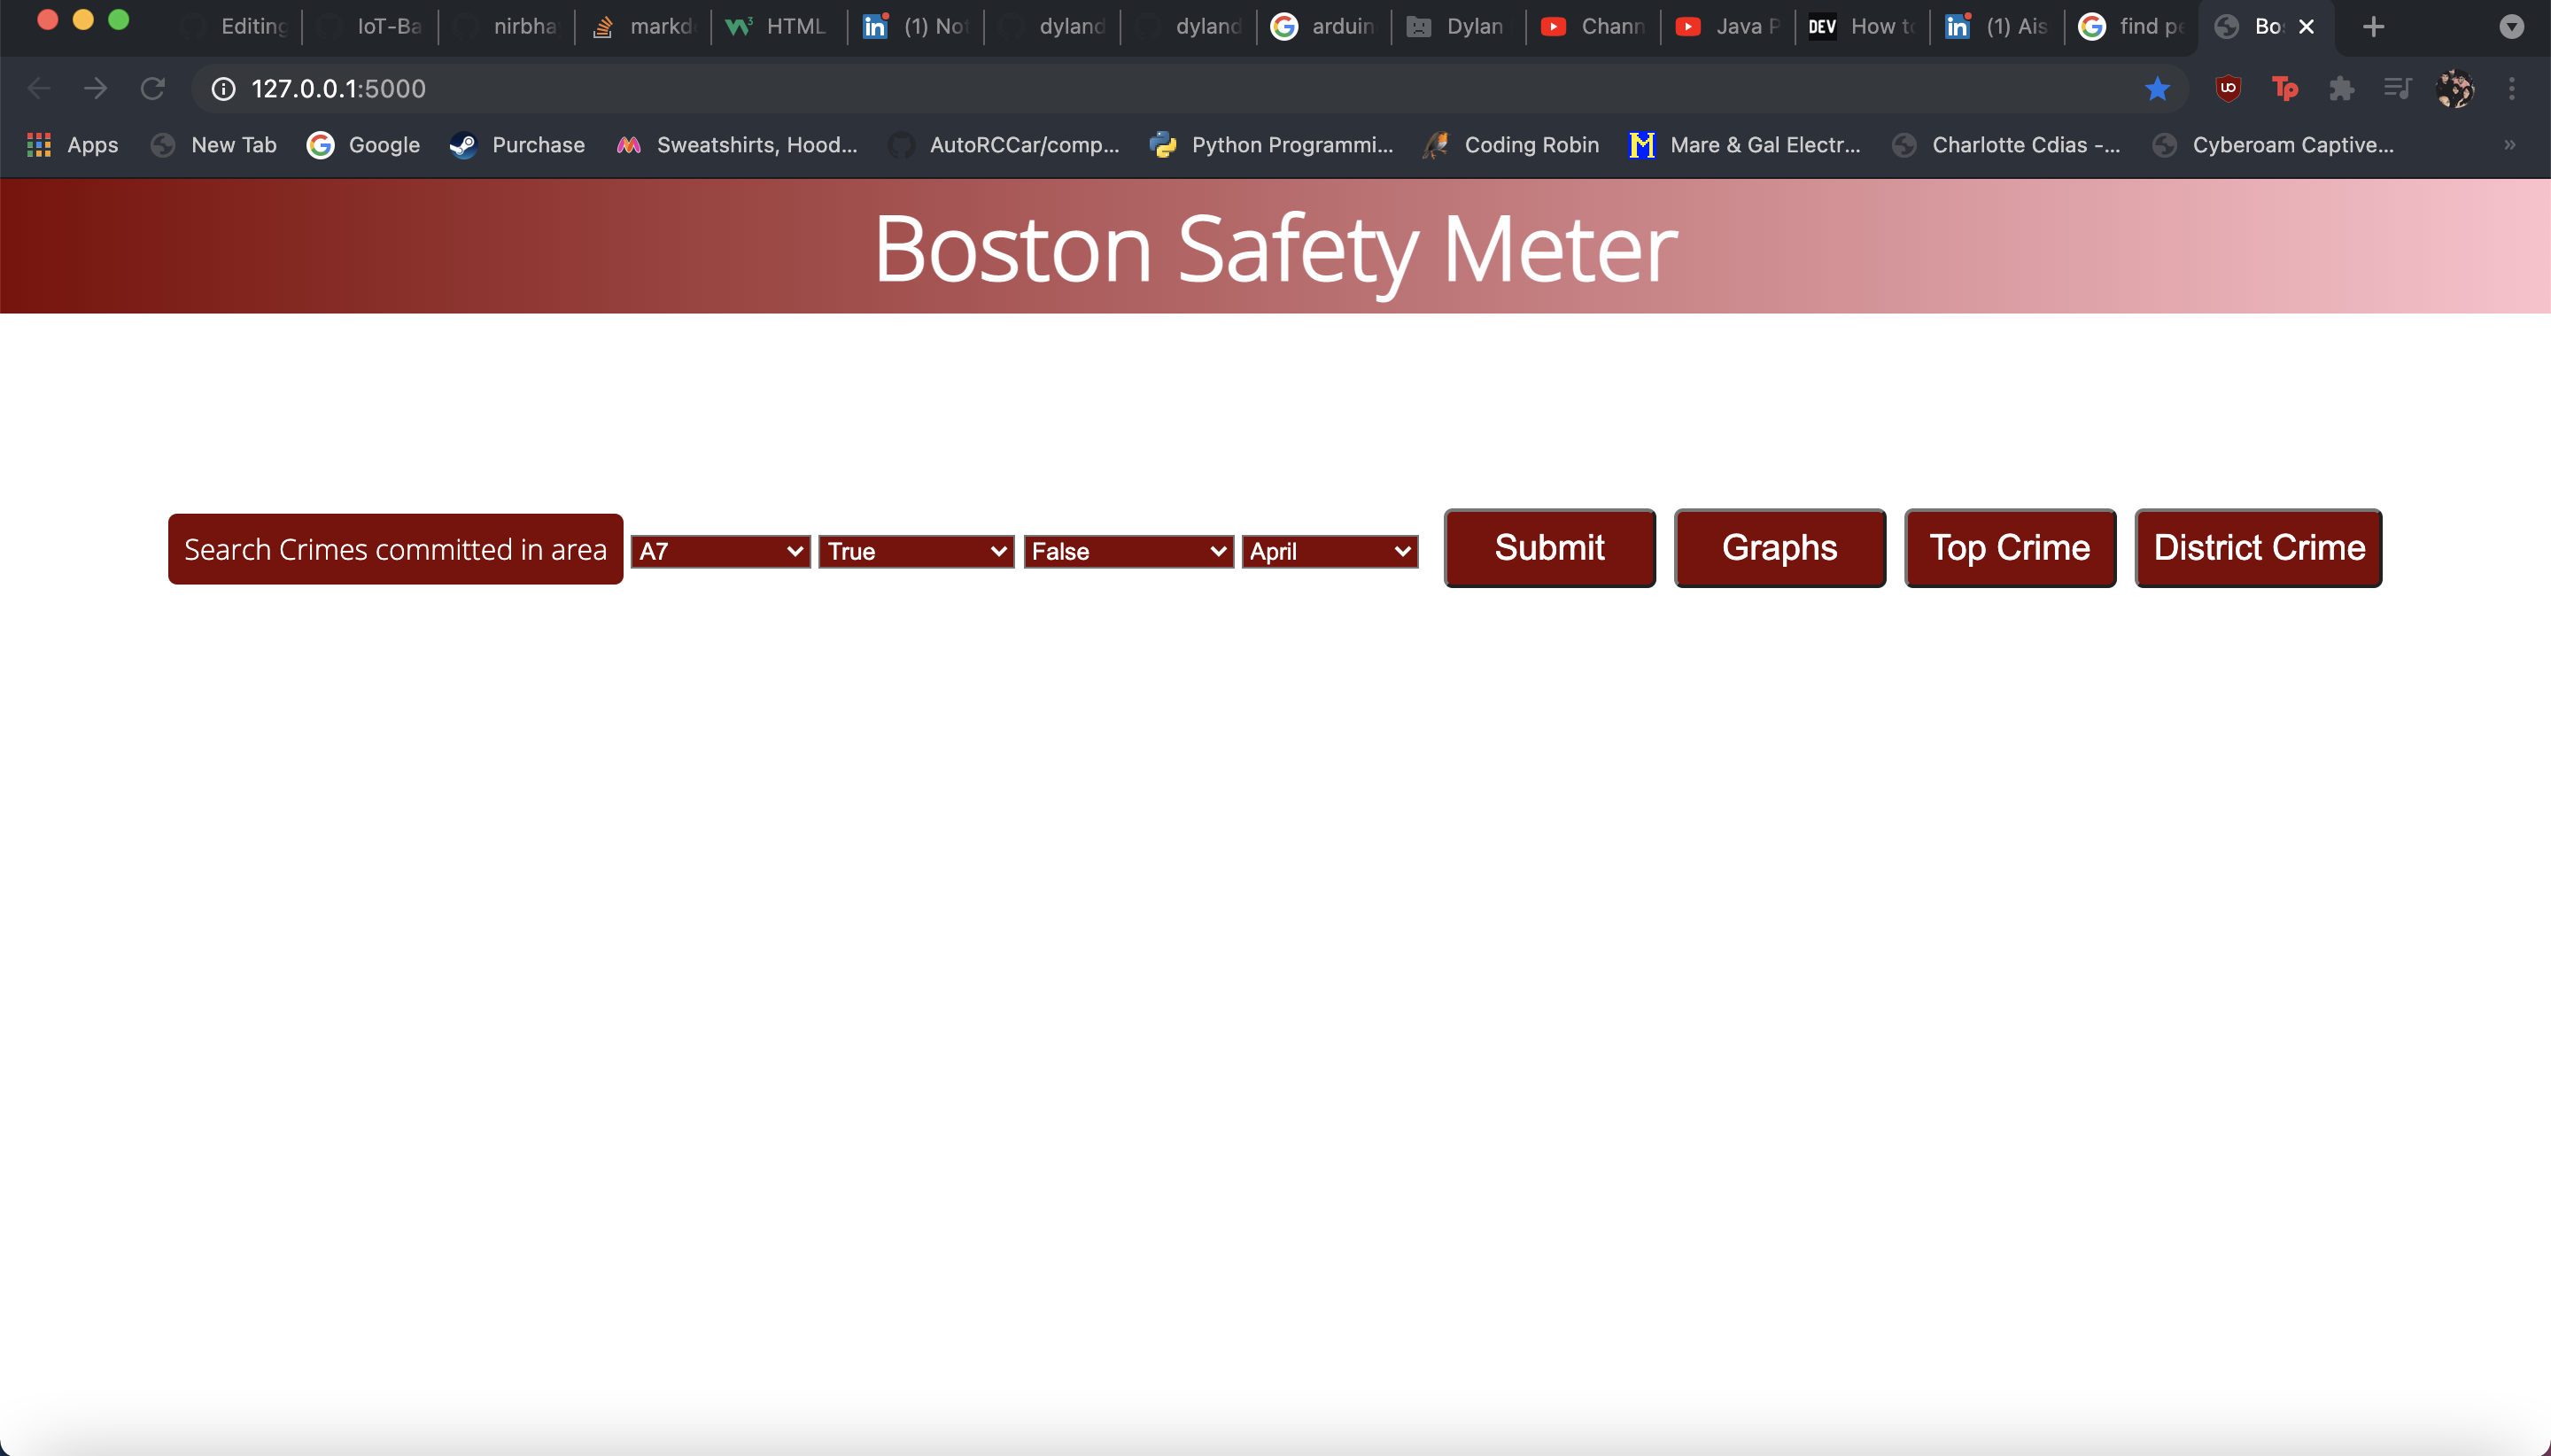 Editing IoT-Ba nirbha markd HTML (1) Not dyland dyland arduin Dylan Chann Java P DEV How to (1) Ais find pe Bo
127.0.0.1:5000
Apps New Tab Google Purchase Sweatshirts, Hood... AutoRCCar/comp... Python Programmi... Coding Robin Mare & Gal Electr... Charlotte Cdias -... Cyberoam Captive... »
Boston Safety Meter
Search Crimes committed in area A7 True False April Submit Graphs Top Crime District Crime